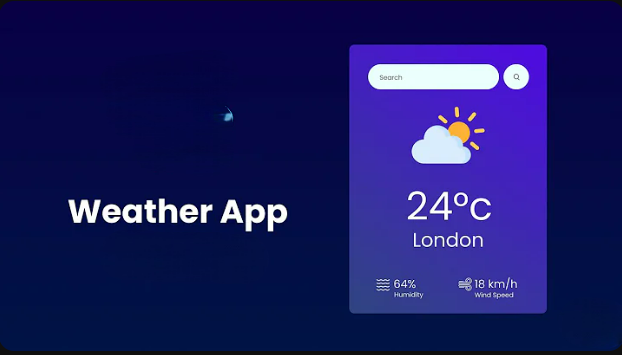 Weather App
Search
24°c
London
64%
Humidity
18 km/h
Wind Speed